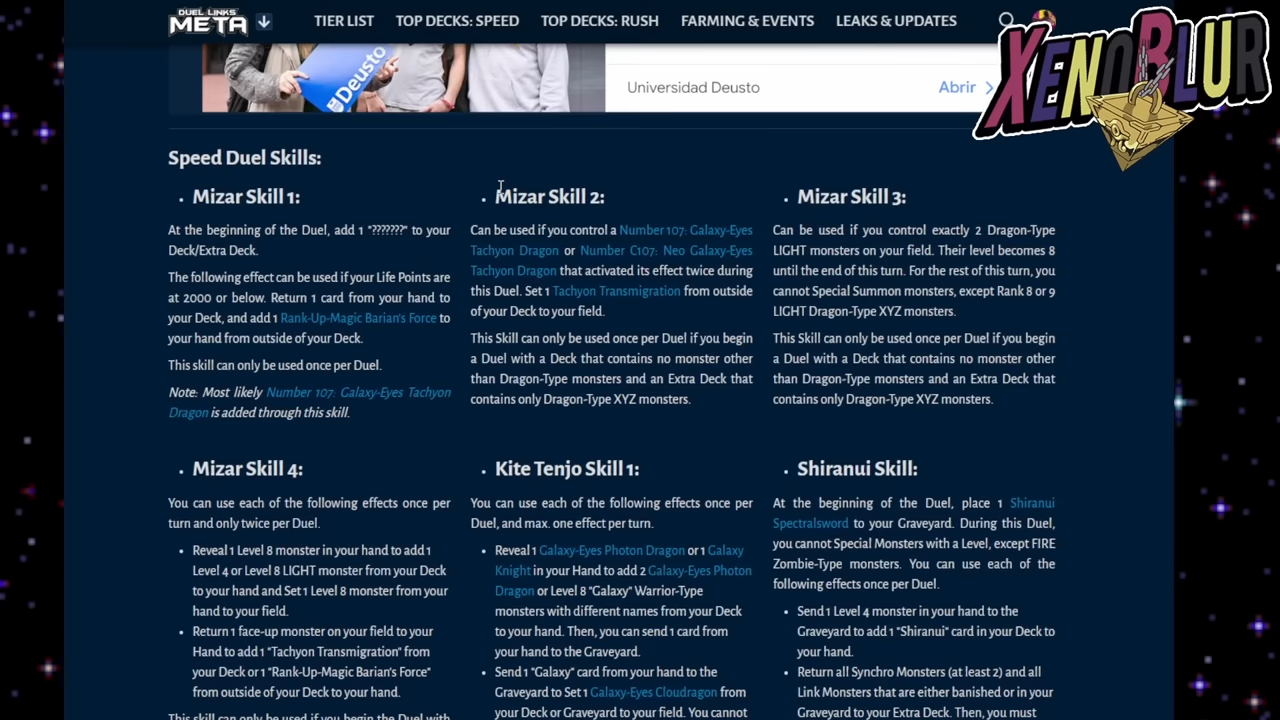 DUEL LINKS
META
TIER LIST
TOP DECKS: SPEED
TOP DECKS: RUSH
FARMING & EVENTS
LEAKS & UPDATES
XENOBLUR
Deusto
Universidad Deusto
Abrir
Speed Duel Skills:
• Mizar Skill 1:
At the beginning of the Duel, add 1 "???????" to your
Deck/Extra Deck.
The following effect can be used if your Life Points are
at 2000 or below. Return 1 card from your hand to
your Deck, and add 1 Rank-Up-Magic Barian's Force to
your hand from outside of your Deck.
This skill can only be used once per Duel.
Note: Most likely Number 107: Galaxy-Eyes Tachyon
Dragon is added through this skill.
• Mizar Skill 2:
Can be used if you control a Number 107: Galaxy-Eyes
Tachyon Dragon or Number C107: Neo Galaxy-Eyes
Tachyon Dragon that activated its effect twice during
this Duel. Set 1 Tachyon Transmigration from outside
of your Deck to your field.
This Skill can only be used once per Duel if you begin
a Duel with a Deck that contains no monster other
than Dragon-Type monsters and an Extra Deck that
contains only Dragon-Type XYZ monsters.
• Mizar Skill 3:
Can be used if you control exactly 2 Dragon-Type
LIGHT monsters on your field. Their level becomes 8
until the end of this turn. For the rest of this turn, you
cannot Special Summon monsters, except Rank 8 or 9
LIGHT Dragon-Type XYZ monsters.
This Skill can only be used once per Duel if you begin
a Duel with a Deck that contains no monster other
than Dragon-Type monsters and an Extra Deck that
contains only Dragon-Type XYZ monsters.
• Mizar Skill 4:
You can use each of the following effects once per
turn and only twice per Duel.
• Reveal 1 Level 8 monster in your hand to add 1
Level 4 or Level 8 LIGHT monster from your Deck
to your hand and Set 1 Level 8 monster from your
hand to your field.
• Return 1 face-up monster on your field to your
Hand to add 1 "Tachyon Transmigration" from
your Deck or 1 "Rank-Up-Magic Barian's Force"
from outside of your Deck to your hand.
This skill can only be used if you begin the Duel with
• Kite Tenjo Skill 1:
You can use each of the following effects once per
Duel, and max. one effect per turn.
• Reveal 1 Galaxy-Eyes Photon Dragon or 1 Galaxy
Knight in your Hand to add 2 Galaxy-Eyes Photon
Dragon or Level 8 "Galaxy" Warrior-Type
monsters with different names from your Deck
to your hand. Then, you can send 1 card from
your hand to the Graveyard.
• Send 1 "Galaxy" card from your hand to the
Graveyard to Set 1 Galaxy-Eyes Cloudragon from
your Deck or Graveyard to your field. You cannot
• Shiranui Skill:
At the beginning of the Duel, place 1 Shiranui
Spectralsword to your Graveyard. During this Duel,
you cannot Special Monsters with a Level, except FIRE
Zombie-Type monsters. You can use each of the
following effects once per Duel.
• Send 1 Level 4 monster in your hand to the
Graveyard to add 1 "Shiranui" card in your Deck to
your hand.
• Return all Synchro Monsters (at least 2) and all
Link Monsters that are either banished or in your
Graveyard to your Extra Deck. Then, you must